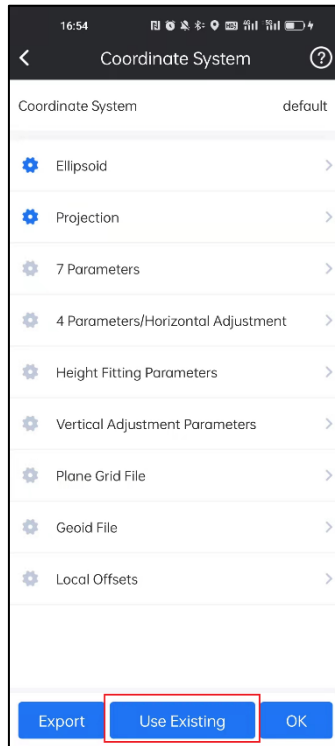 16:54
Coordinate System
Coordinate System default
Ellipsoid
Projection
7 Parameters
4 Parameters/Horizontal Adjustment
Height Fitting Parameters
Vertical Adjustment Parameters
Plane Grid File
Geoid File
Local Offsets
Export Use Existing OK